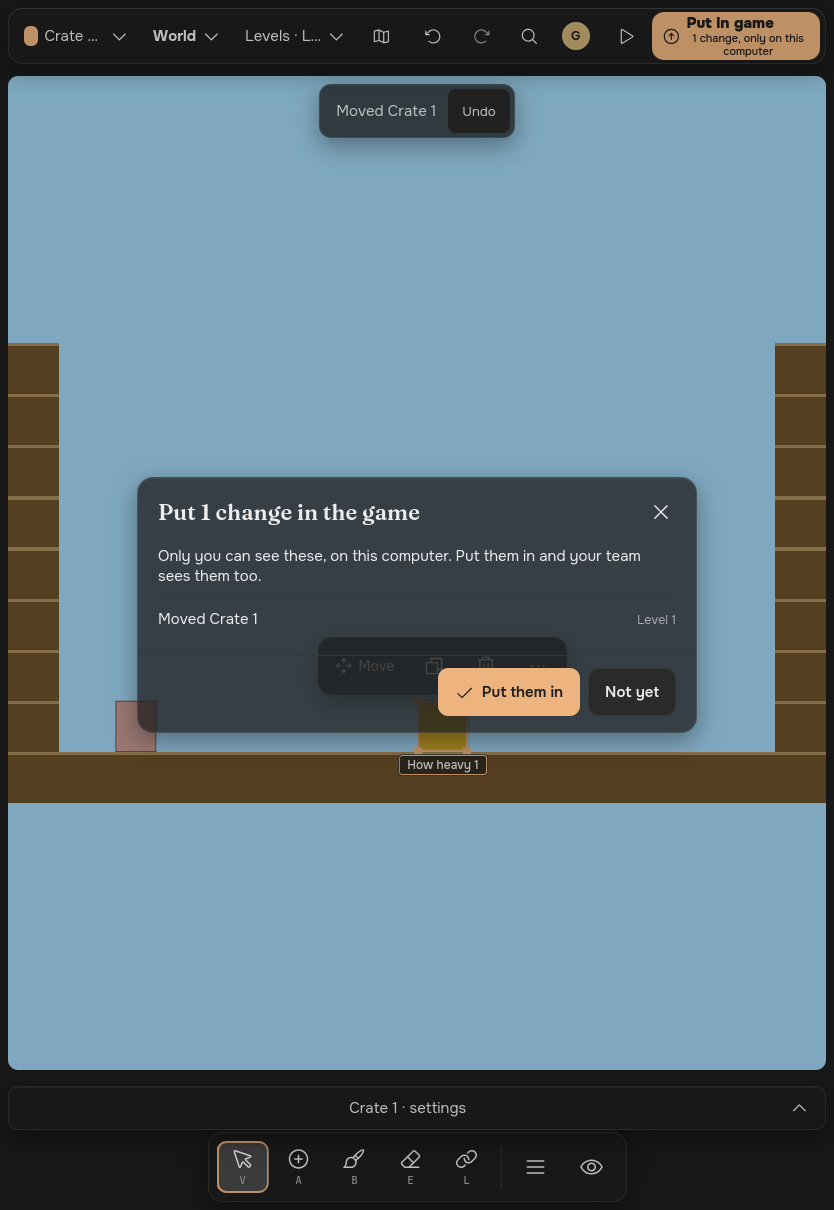 Crate ...
World
Levels · L...
G
Put in game
1 change, only on this
computer
Moved Crate 1
Undo
Put 1 change in the game
Only you can see these, on this computer. Put them in and your team
sees them too.
Moved Crate 1
Level 1
Move
Put them in
Not yet
How heavy 1
Crate 1 · settings
V
A
B
E
L